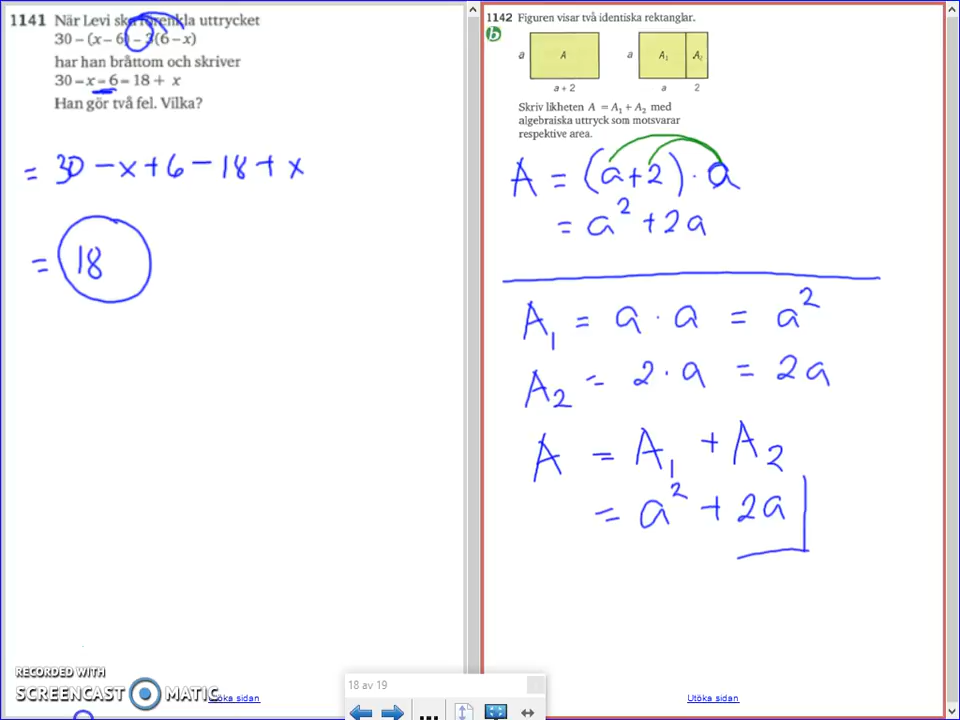 1141 När Levi ska förenkla uttrycket
30 – (x – 6) – 3(6 – x)
har han bråttom och skriver
30 – x – 6 – 18 + x
Han gör två fel. Vilka?
= 30 – x + 6 – 18 + x
= 18
1142 Figuren visar två identiska rektanglar.
b
a A a A₁ A₂
a + 2 a 2
Skriv likheten A = A₁ + A₂ med
algebraiska uttryck som motsvarar
respektive area.
A = (a + 2) · a
= a² + 2a
A₁ = a · a = a²
A₂ = 2 · a = 2a
A = A₁ + A₂
= a² + 2a
RECORDED WITH
SCREENCAST MATIC
Utöka sidan
18 av 19
Utöka sidan